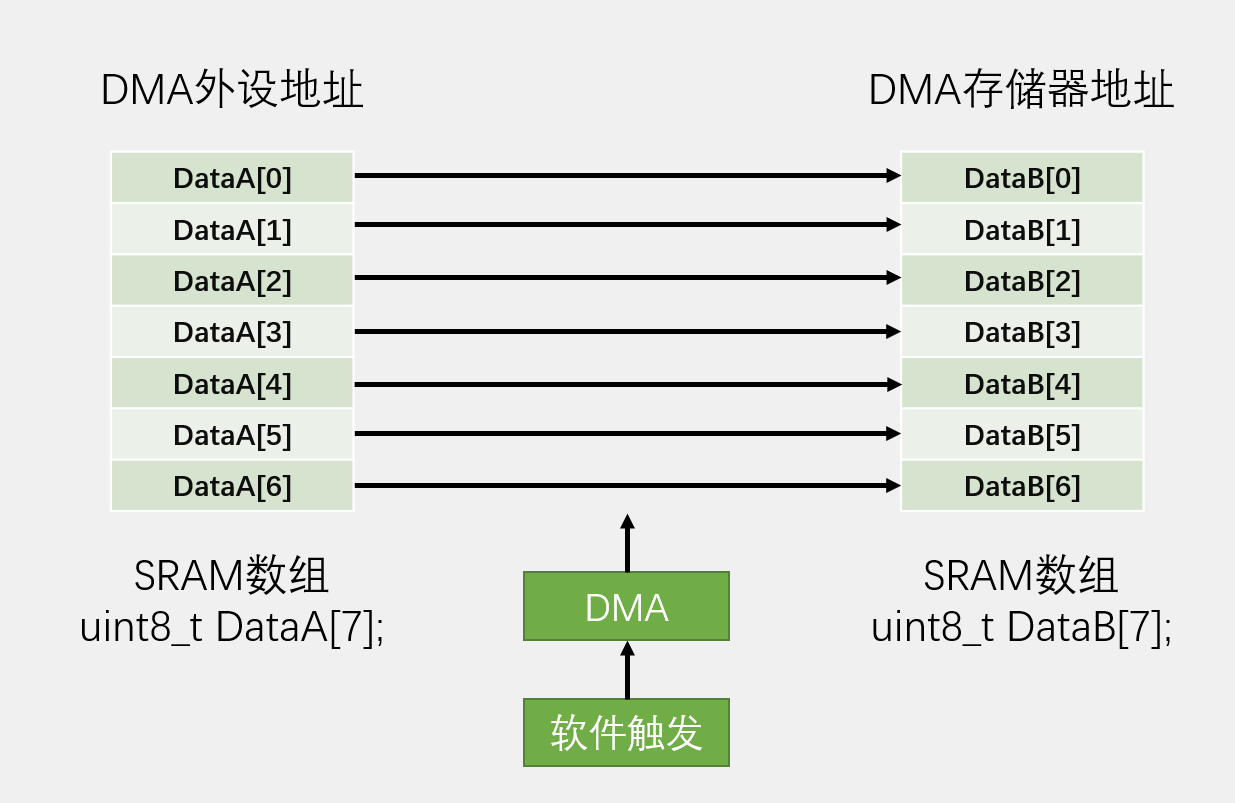 DMA外设地址
DMA存储器地址
DataA[0]
DataB[0]
DataA[1]
DataB[1]
DataA[2]
DataB[2]
DataA[3]
DataB[3]
DataA[4]
DataB[4]
DataA[5]
DataB[5]
DataA[6]
DataB[6]
SRAM数组
uint8_t DataA[7];
SRAM数组
uint8_t DataB[7];
DMA
软件触发